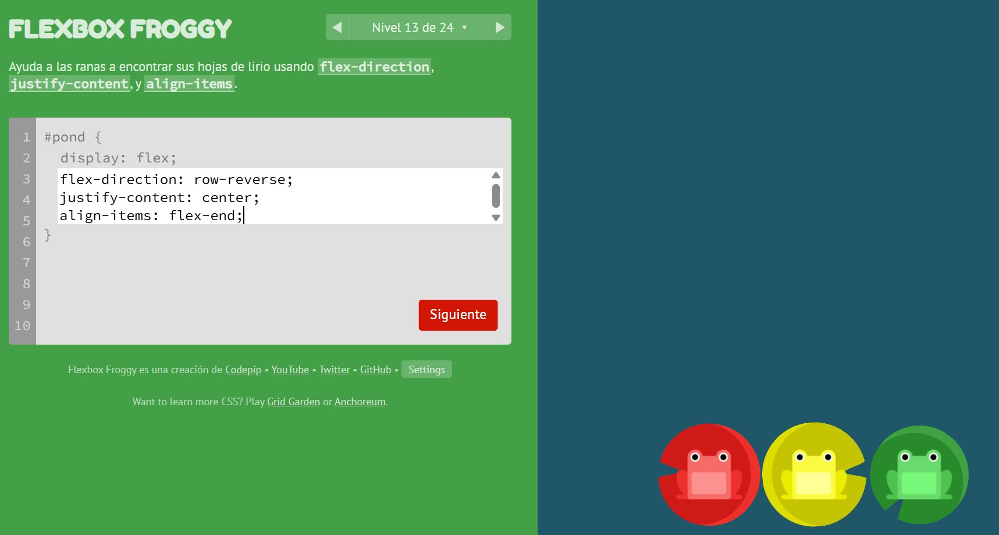 FLEXBOX FROGGY
Nivel 13 de 24
Ayuda a las ranas a encontrar sus hojas de lirio usando flex-direction,
justify-content, y align-items.
1 #pond {
2 display: flex;
3 flex-direction: row-reverse;
4 justify-content: center;
5 align-items: flex-end;
6 }
7
8
9
10
Siguiente
Flexbox Froggy es una creación de Codepip • YouTube • Twitter • GitHub • Settings
Want to learn more CSS? Play Grid Garden or Anchoreum.